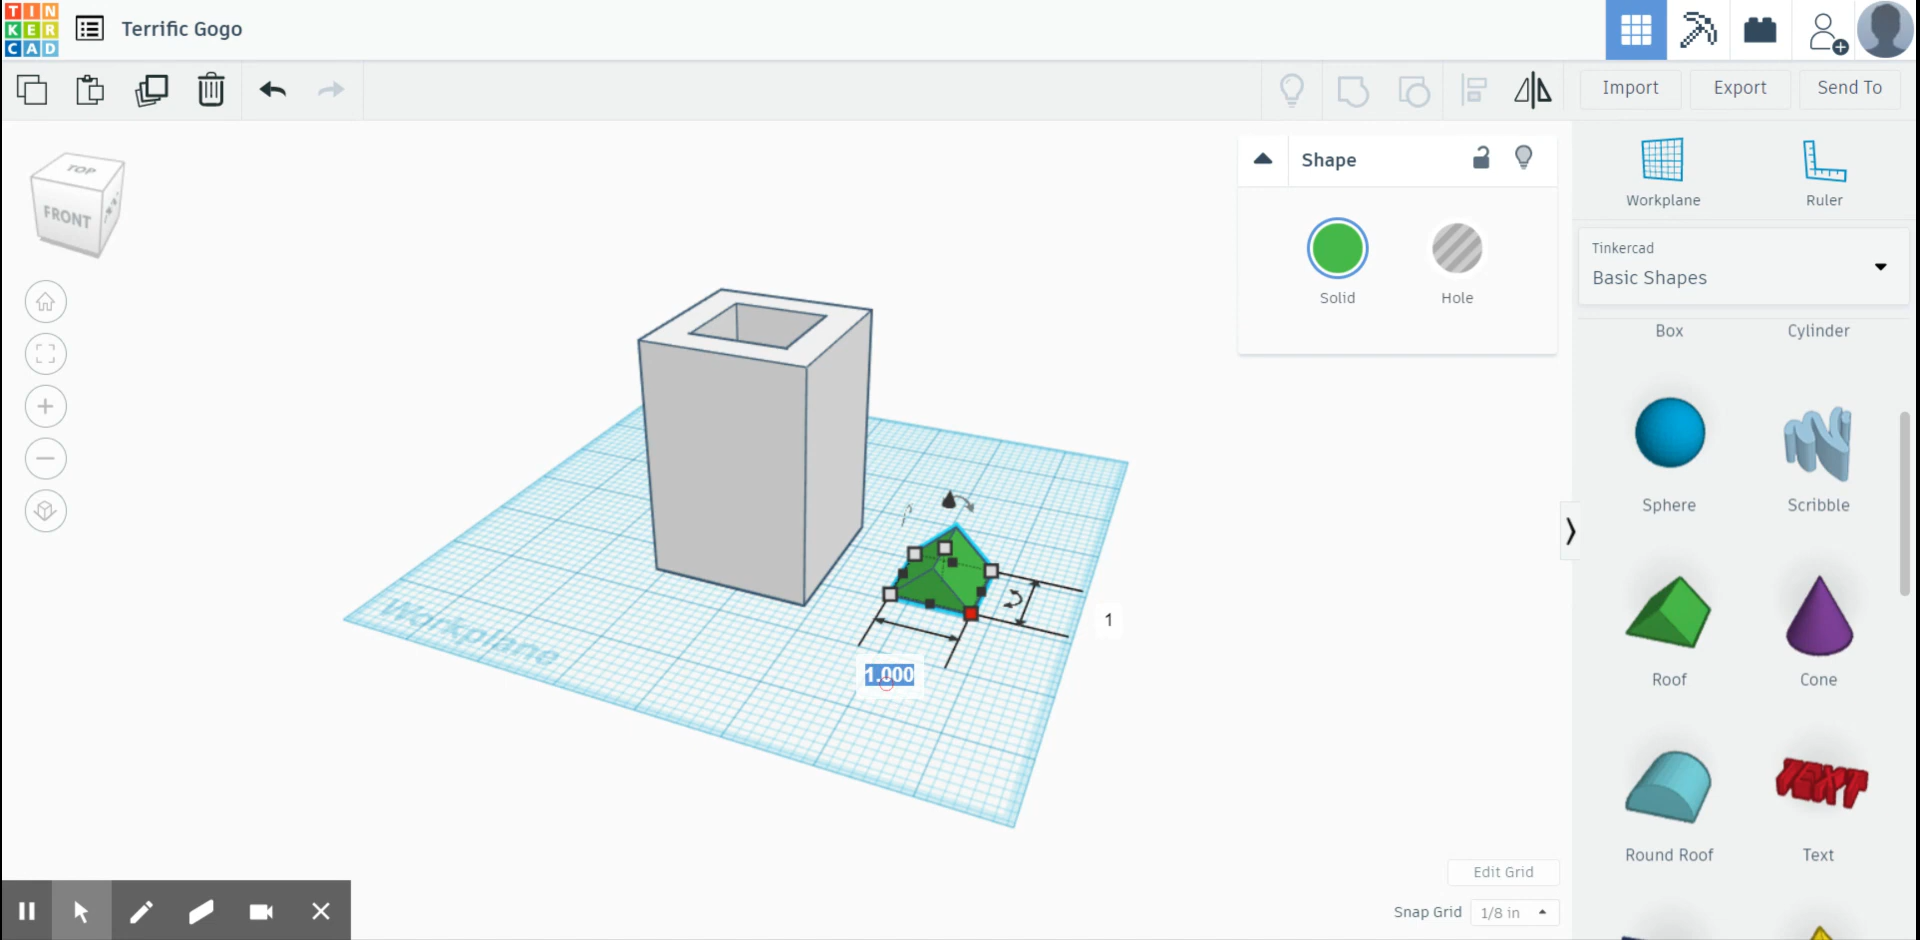 TIN
KER
CAD
Terrific Gogo
Import
Export
Send To
TOP
FRONT
Shape
Solid
Hole
Workplane
Ruler
Tinkercad
Basic Shapes
Box
Cylinder
Sphere
Scribble
Roof
Cone
Round Roof
Text
TEXT
Workplane
1
1.000
Edit Grid
Snap Grid
1/8 in